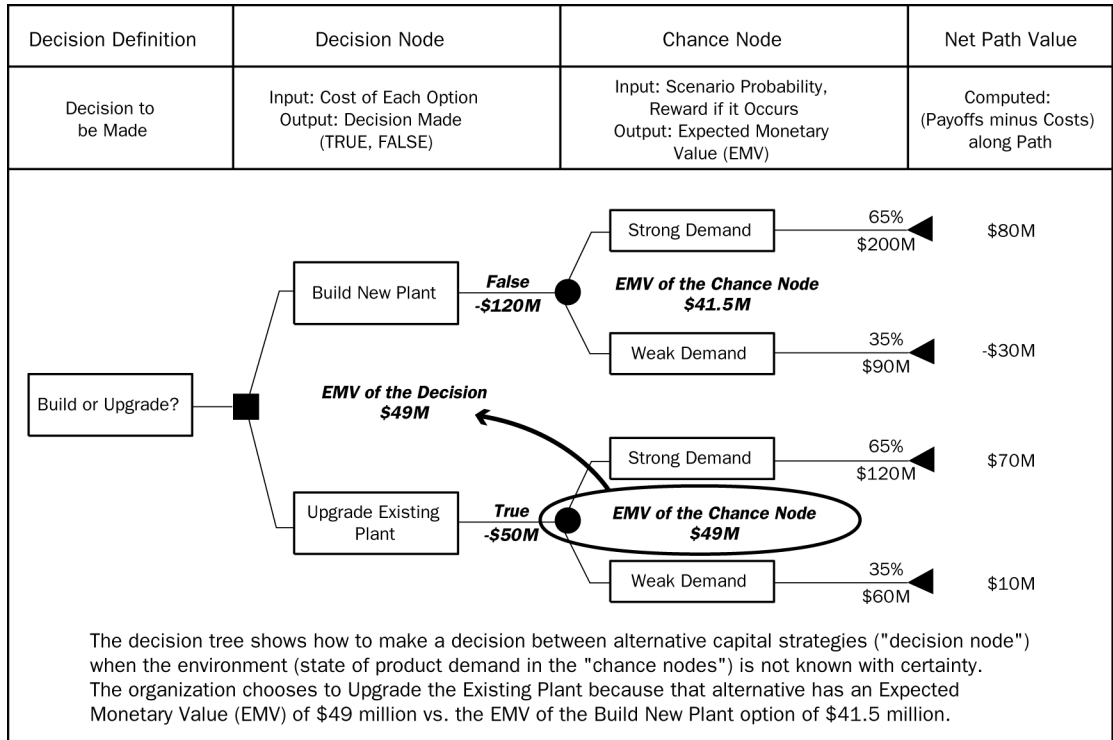 Decision Definition
Decision Node
Chance Node
Net Path Value
Decision to
be Made
Input: Cost of Each Option
Output: Decision Made
(TRUE, FALSE)
Input: Scenario Probability,
Reward if it Occurs
Output: Expected Monetary
Value (EMV)
Computed:
(Payoffs minus Costs)
along Path
Build or Upgrade?
Build New Plant
False
-$120M
Strong Demand
65%
$200M
$80M
EMV of the Chance Node
$41.5M
Weak Demand
35%
$90M
-$30M
EMV of the Decision
$49M
Upgrade Existing
Plant
True
-$50M
Strong Demand
65%
$120M
$70M
EMV of the Chance Node
$49M
Weak Demand
35%
$60M
$10M
The decision tree shows how to make a decision between alternative capital strategies ("decision node")
when the environment (state of product demand in the "chance nodes") is not known with certainty.
The organization chooses to Upgrade the Existing Plant because that alternative has an Expected
Monetary Value (EMV) of $49 million vs. the EMV of the Build New Plant option of $41.5 million.